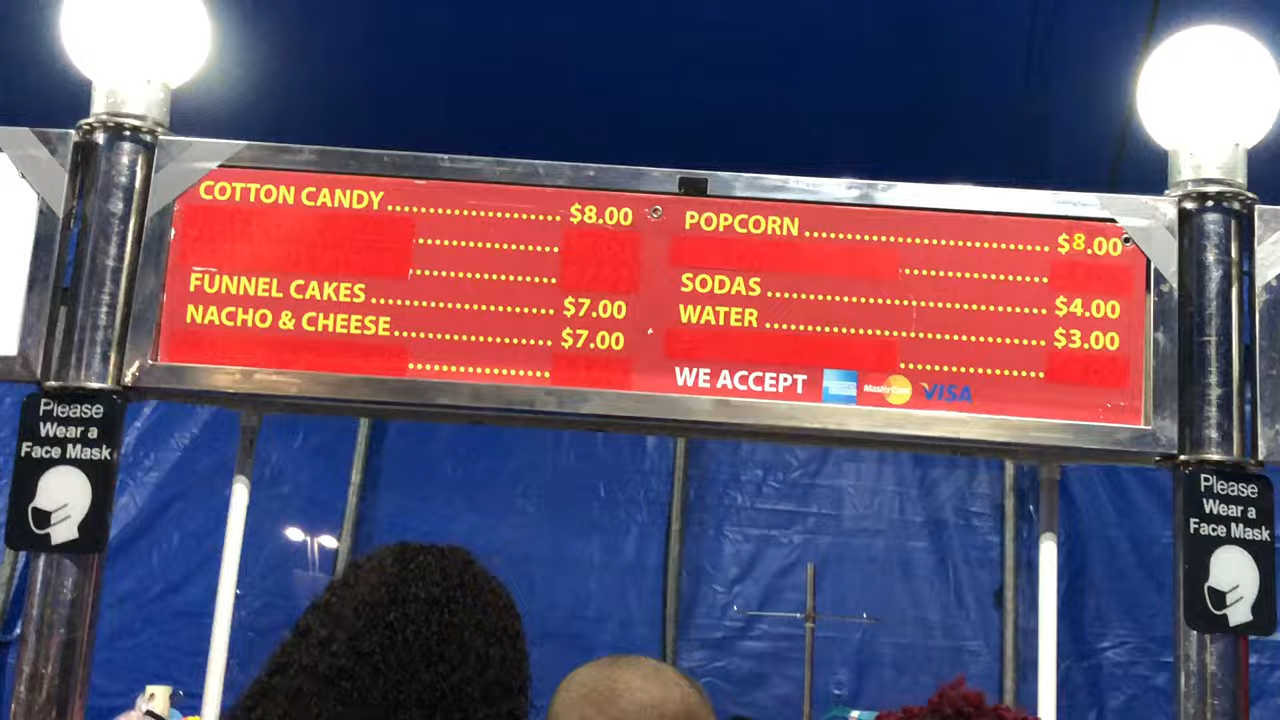 COTTON CANDY........................$8.00
FUNNEL CAKES........................$7.00
NACHO & CHEESE........................$7.00
POPCORN........................$8.00
SODAS........................$4.00
WATER........................$3.00
WE ACCEPT MasterCard VISA
Please
Wear a
Face Mask
Please
Wear a
Face Mask